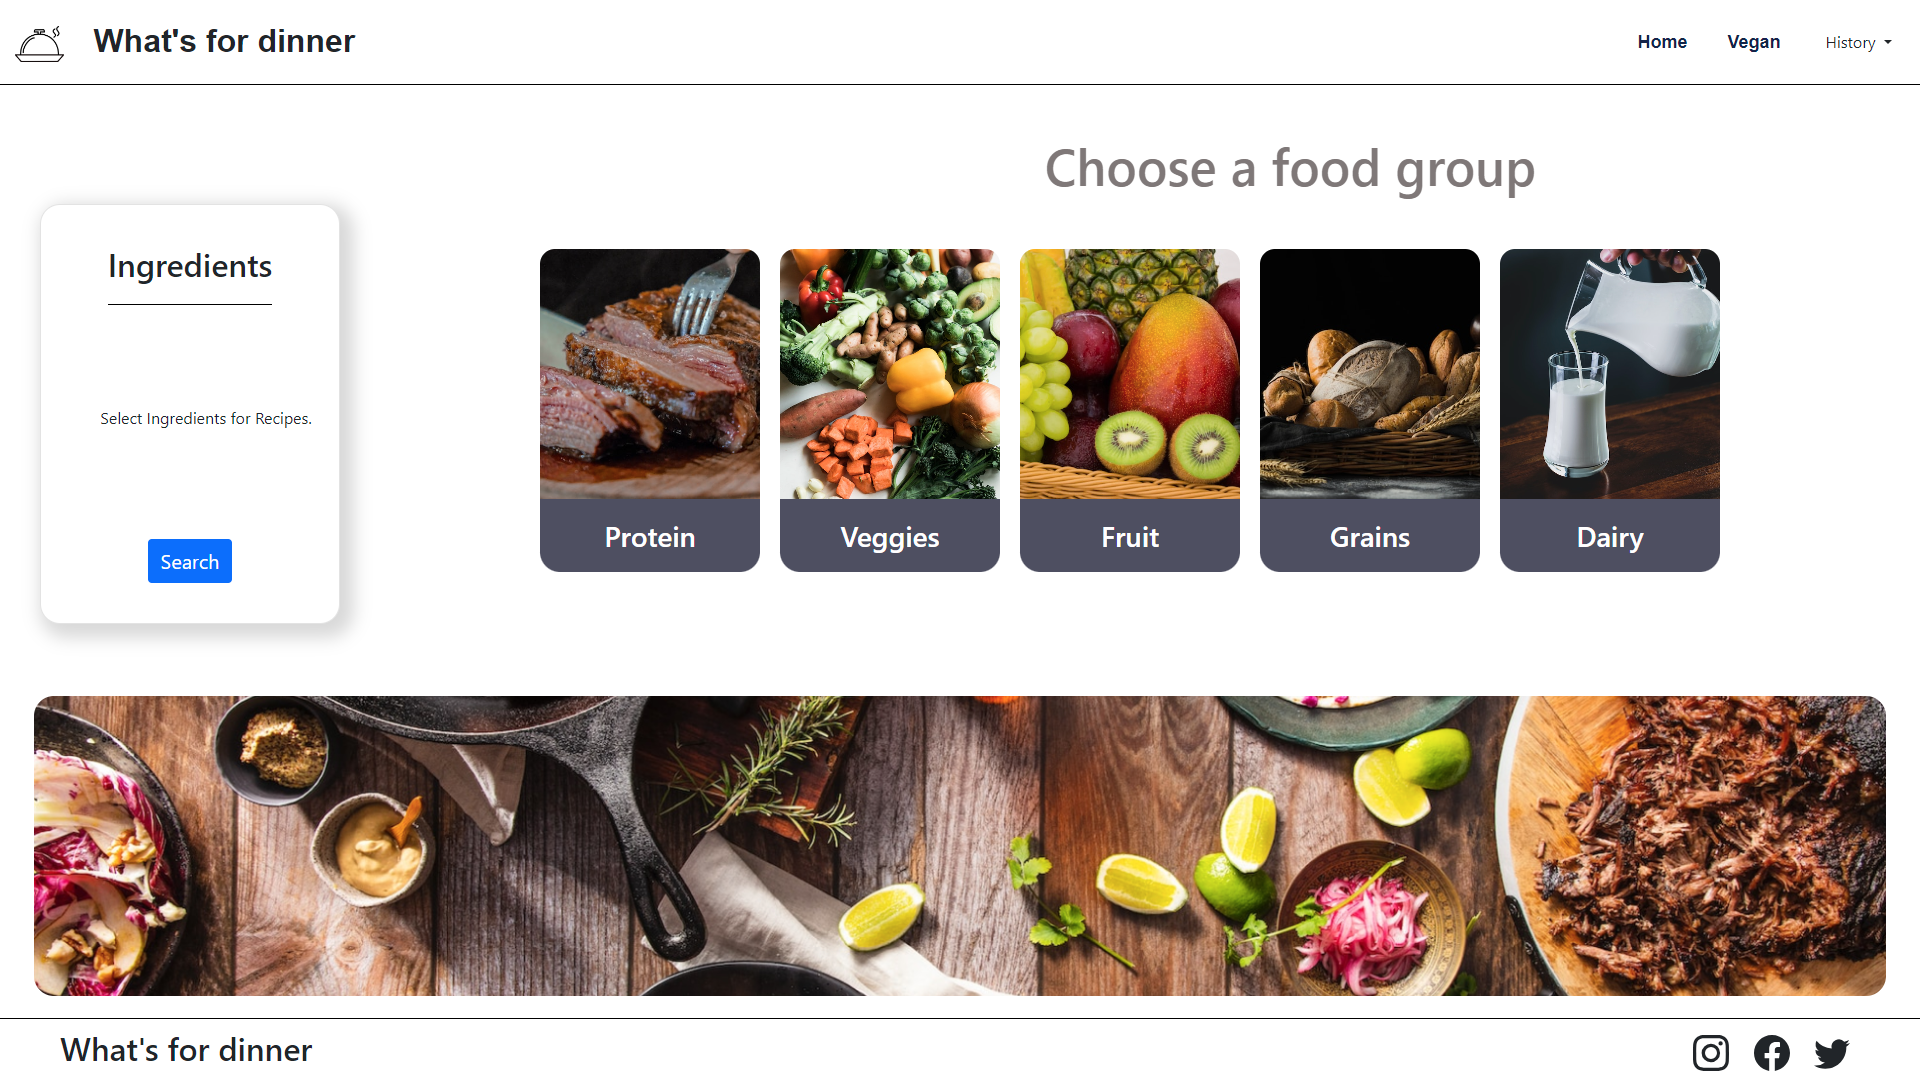 What's for dinner
Home
Vegan
History
Choose a food group
Ingredients
Select Ingredients for Recipes.
Search
Protein
Veggies
Fruit
Grains
Dairy
What's for dinner